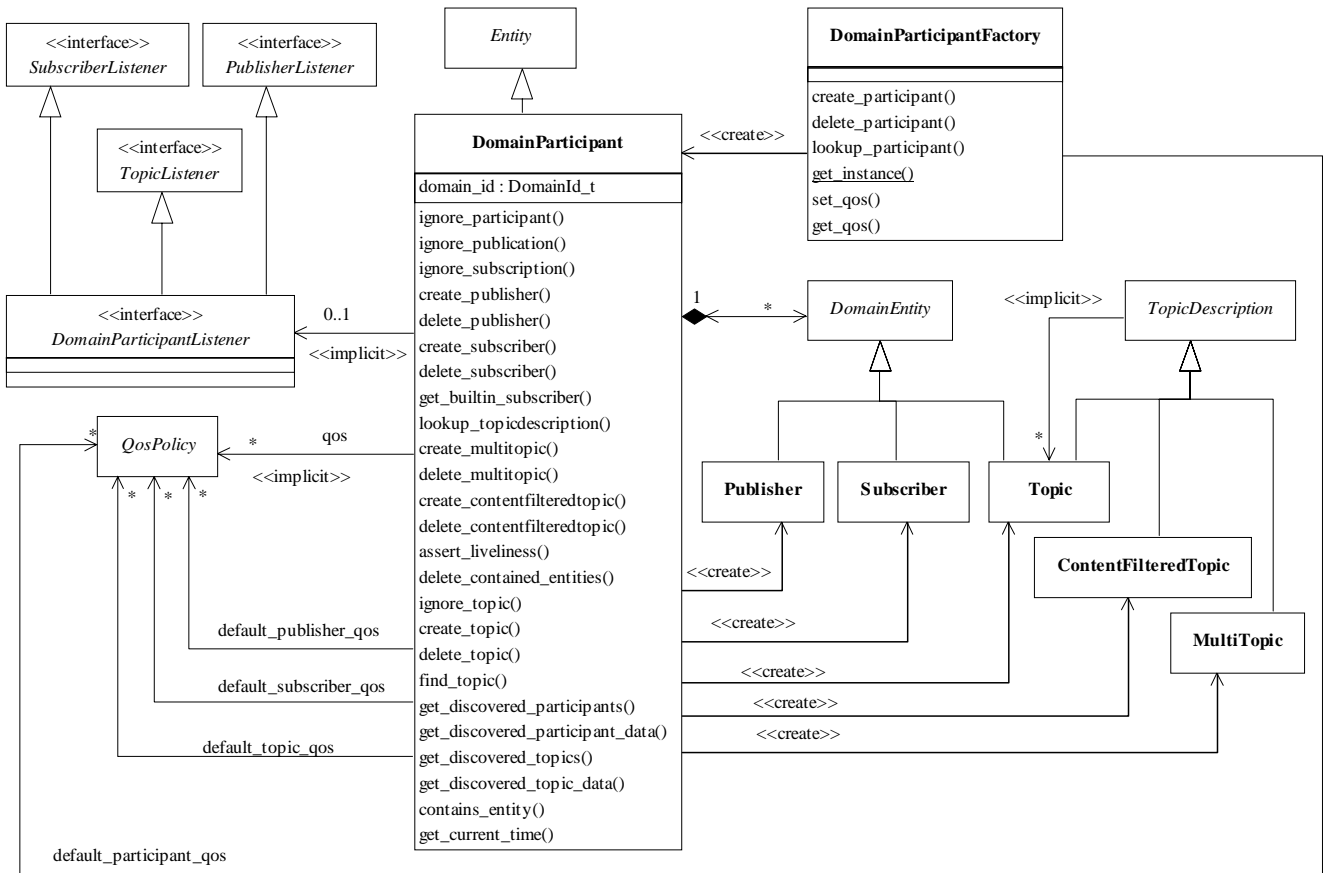 <<interface>>
SubscriberListener
<<interface>>
PublisherListener
Entity
DomainParticipantFactory
create_participant()
delete_participant()
lookup_participant()
get_instance()
set_qos()
get_qos()
<<interface>>
TopicListener
<<create>>
DomainParticipant
domain_id : DomainId_t
ignore_participant()
ignore_publication()
ignore_subscription()
create_publisher()
delete_publisher()
create_subscriber()
delete_subscriber()
get_builtin_subscriber()
lookup_topicdescription()
create_multitopic()
delete_multitopic()
create_contentfilteredtopic()
delete_contentfilteredtopic()
assert_liveliness()
delete_contained_entities()
ignore_topic()
create_topic()
delete_topic()
find_topic()
get_discovered_participants()
get_discovered_participant_data()
get_discovered_topics()
get_discovered_topic_data()
contains_entity()
get_current_time()
<<interface>>
DomainParticipantListener
0..1
<<implicit>>
1
*
DomainEntity
<<implicit>>
TopicDescription
*
*
QosPolicy
*
qos
<<implicit>>
*
*
*
Publisher
Subscriber
Topic
ContentFilteredTopic
MultiTopic
<<create>>
<<create>>
<<create>>
<<create>>
<<create>>
default_publisher_qos
default_subscriber_qos
default_topic_qos
default_participant_qos